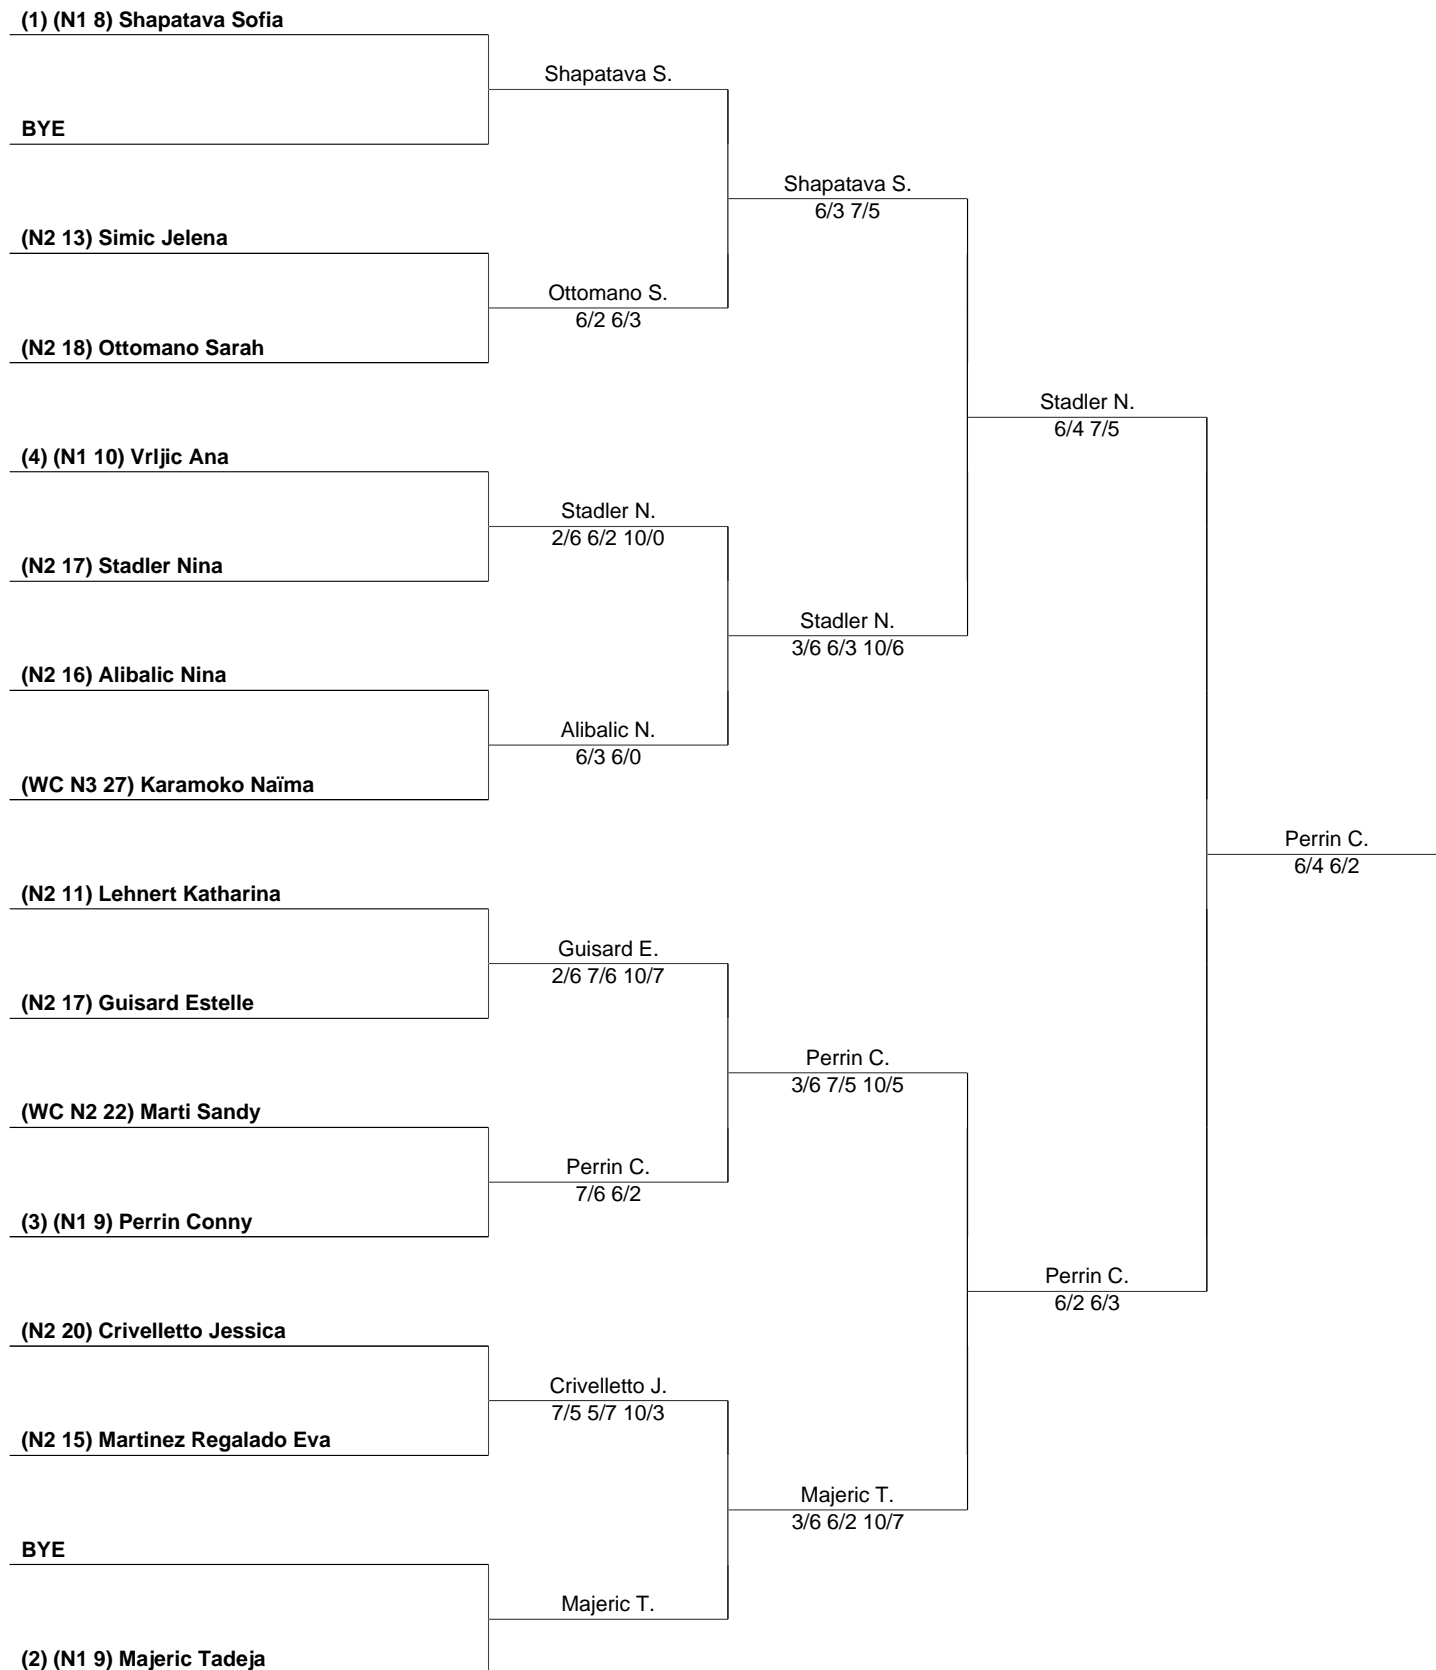 (1) (N1 8) Shapatava Sofia
Shapatava S.
BYE
Shapatava S.
6/3 7/5
(N2 13) Simic Jelena
Ottomano S.
6/2 6/3
(N2 18) Ottomano Sarah
Stadler N.
6/4 7/5
(4) (N1 10) Vrljic Ana
Stadler N.
2/6 6/2 10/0
(N2 17) Stadler Nina
Stadler N.
3/6 6/3 10/6
(N2 16) Alibalic Nina
Alibalic N.
6/3 6/0
(WC N3 27) Karamoko Naïma
Perrin C.
6/4 6/2
(N2 11) Lehnert Katharina
Guisard E.
2/6 7/6 10/7
(N2 17) Guisard Estelle
Perrin C.
3/6 7/5 10/5
(WC N2 22) Marti Sandy
Perrin C.
7/6 6/2
(3) (N1 9) Perrin Conny
Perrin C.
6/2 6/3
(N2 20) Crivelletto Jessica
Crivelletto J.
7/5 5/7 10/3
(N2 15) Martinez Regalado Eva
Majeric T.
3/6 6/2 10/7
BYE
Majeric T.
(2) (N1 9) Majeric Tadeja